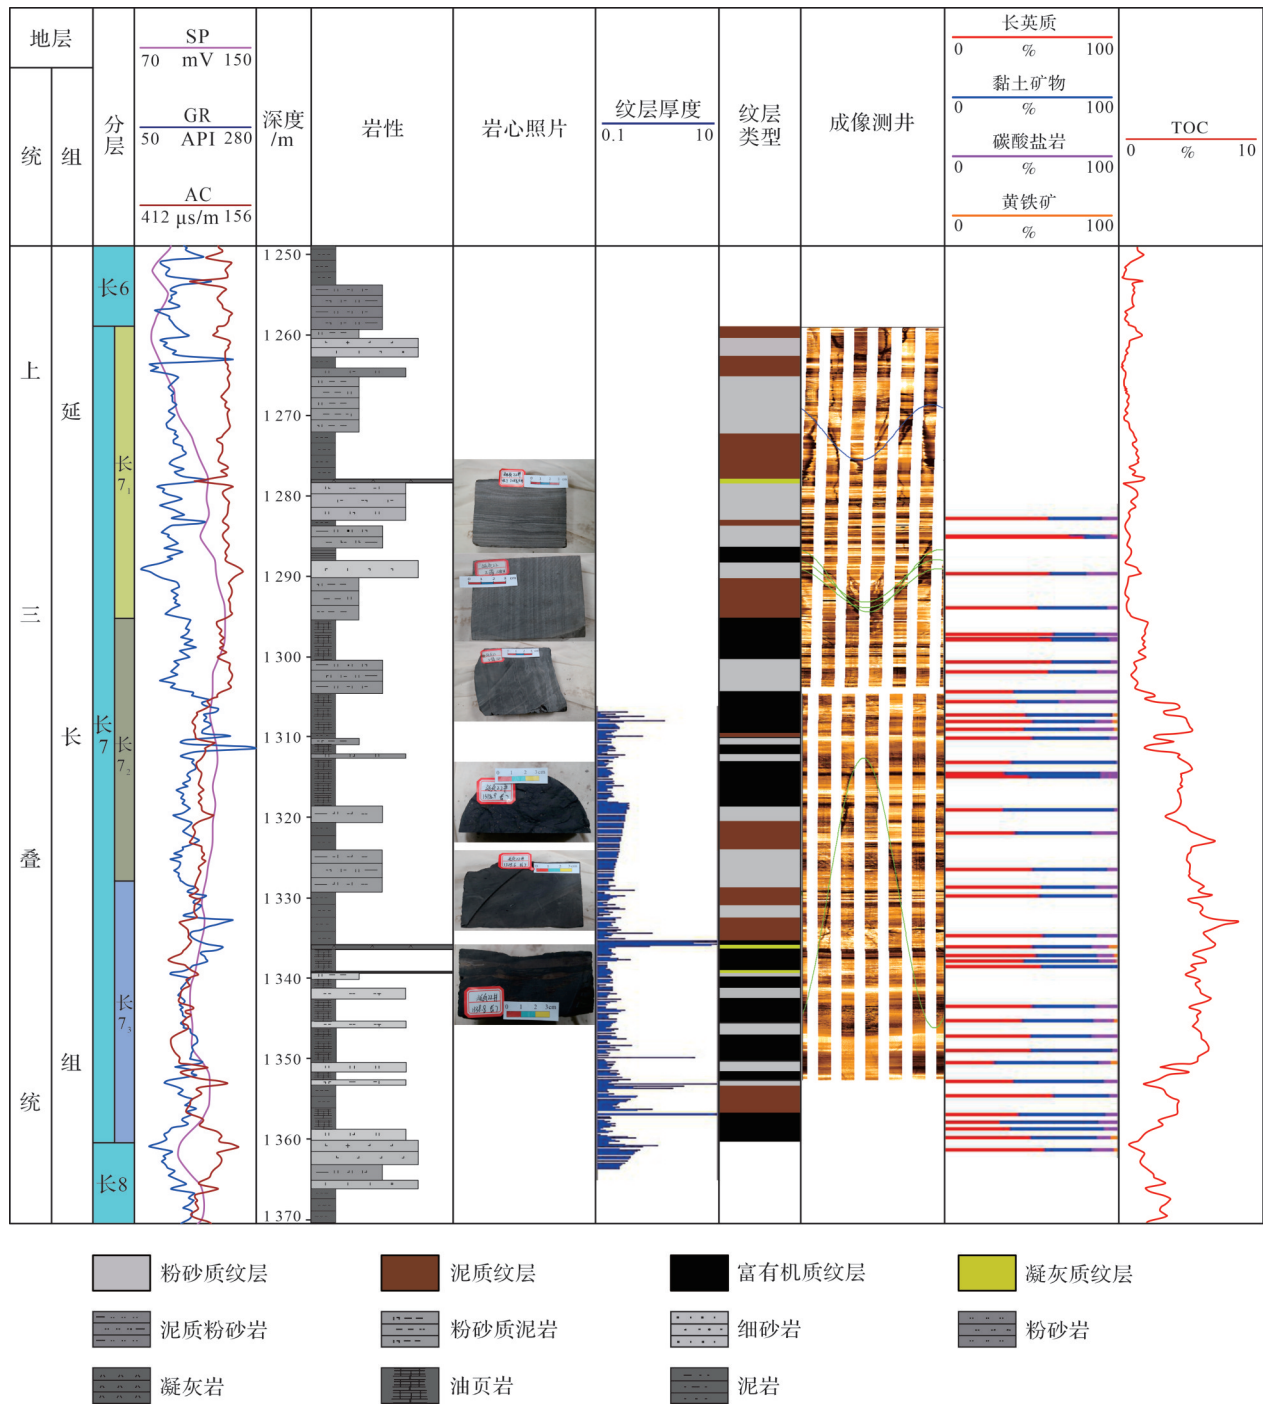 地层
统
组
分层
SP
70 mV 150
GR
50 API 280
AC
412 μs/m 156
深度
/m
岩性
岩心照片
纹层厚度
0.1 10
纹层
类型
成像测井
长英质
0 % 100
黏土矿物
0 % 100
碳酸盐岩
0 % 100
黄铁矿
0 % 100
TOC
0 % 10
上
三
叠
统
延
长
组
长6
长7
长7₁
长7₂
长7₃
长8
1 250
1 260
1 270
1 280
1 290
1 300
1 310
1 320
1 330
1 340
1 350
1 360
1 370
粉砂质纹层
泥质纹层
富有机质纹层
凝灰质纹层
泥质粉砂岩
粉砂质泥岩
细砂岩
粉砂岩
凝灰岩
油页岩
泥岩